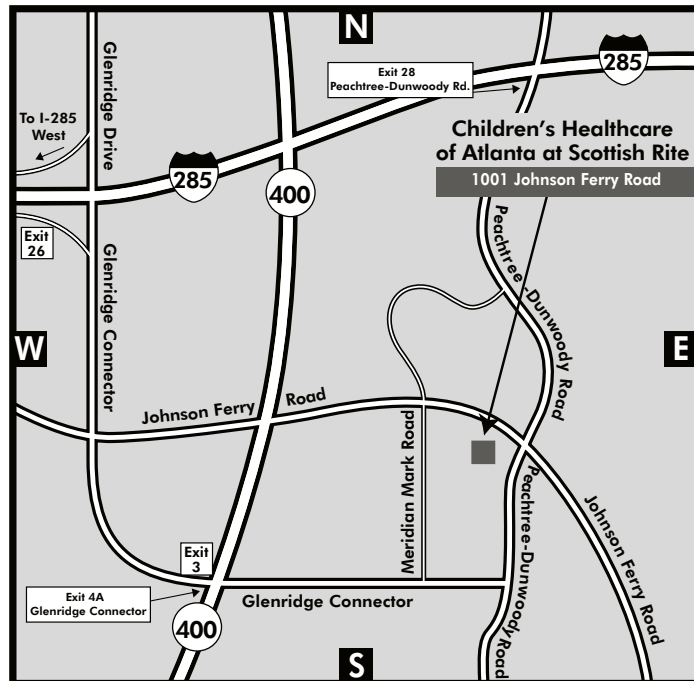 N
Glenridge Drive
Exit 28
Peachtree-Dunwoody Rd.
285
To I-285
West
Children's Healthcare
of Atlanta at Scottish Rite
1001 Johnson Ferry Road
285
400
Exit
26
Glenridge Connector
Peachtree-Dunwoody Road
W
E
Johnson Ferry Road
Meridian Mark Road
Peachtree-Dunwoody Road
Johnson Ferry Road
Exit
3
Exit 4A
Glenridge Connector
Glenridge Connector
400
S